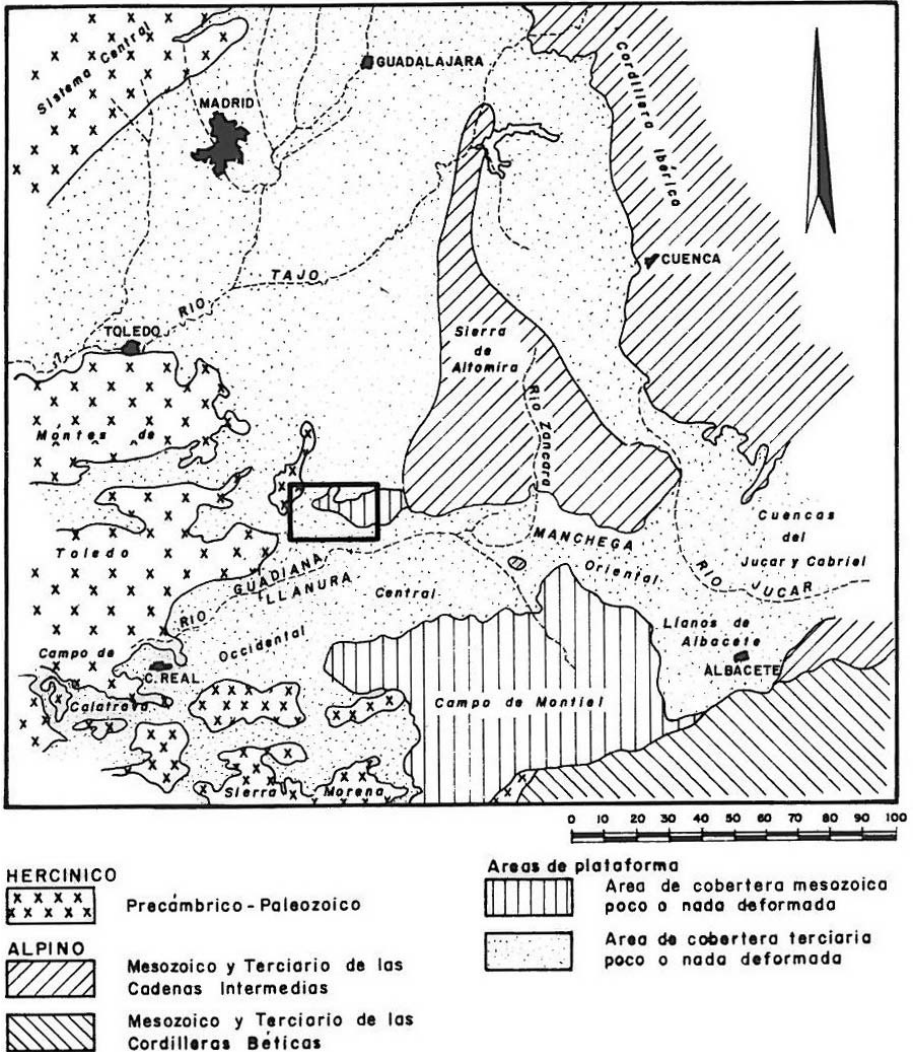 Sistema Central
GUADALAJARA
MADRID
Cordillera Ibérica
CUENCA
RIO TAJO
TOLEDO
Sierra
de
Altomira
RIO Zancara
Montes de
Toledo
Cuencas
del
Jucar y Gabriel
MANCHEGA
Oriental
RIO JUCAR
RIO GUADIANA
LLANURA
Central
Occidental
Llanos de
Albacete
ALBACETE
Campo de
Calatrava
C. REAL
Campo de Montiel
Sierra Morena
0 10 20 30 40 50 60 70 80 90 100
HERCINICO
Precámbrico - Paleozoico
ALPINO
Mesozoico y Terciario de las
Cadenas Intermedias
Mesozoico y Terciario de las
Cordilleras Béticas
Areas de plataforma
Area de cobertera mesozoica
poco o nada deformada
Area de cobertera terciaria
poco o nada deformada